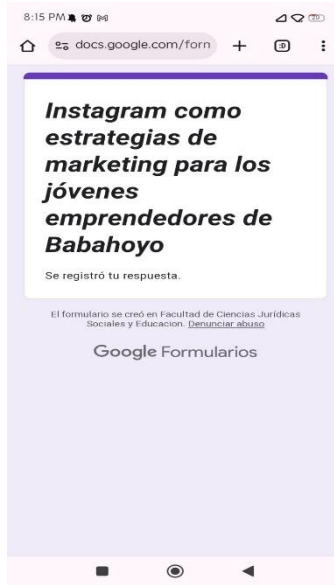 8:15 PM
docs.google.com/forn
:D
20
Instagram como
estrategias de
marketing para los
jóvenes
emprendedores de
Babahoyo
Se registró tu respuesta.
El formulario se creó en Facultad de Ciencias Jurídicas
Sociales y Educacion. Denunciar abuso
Google Formularios